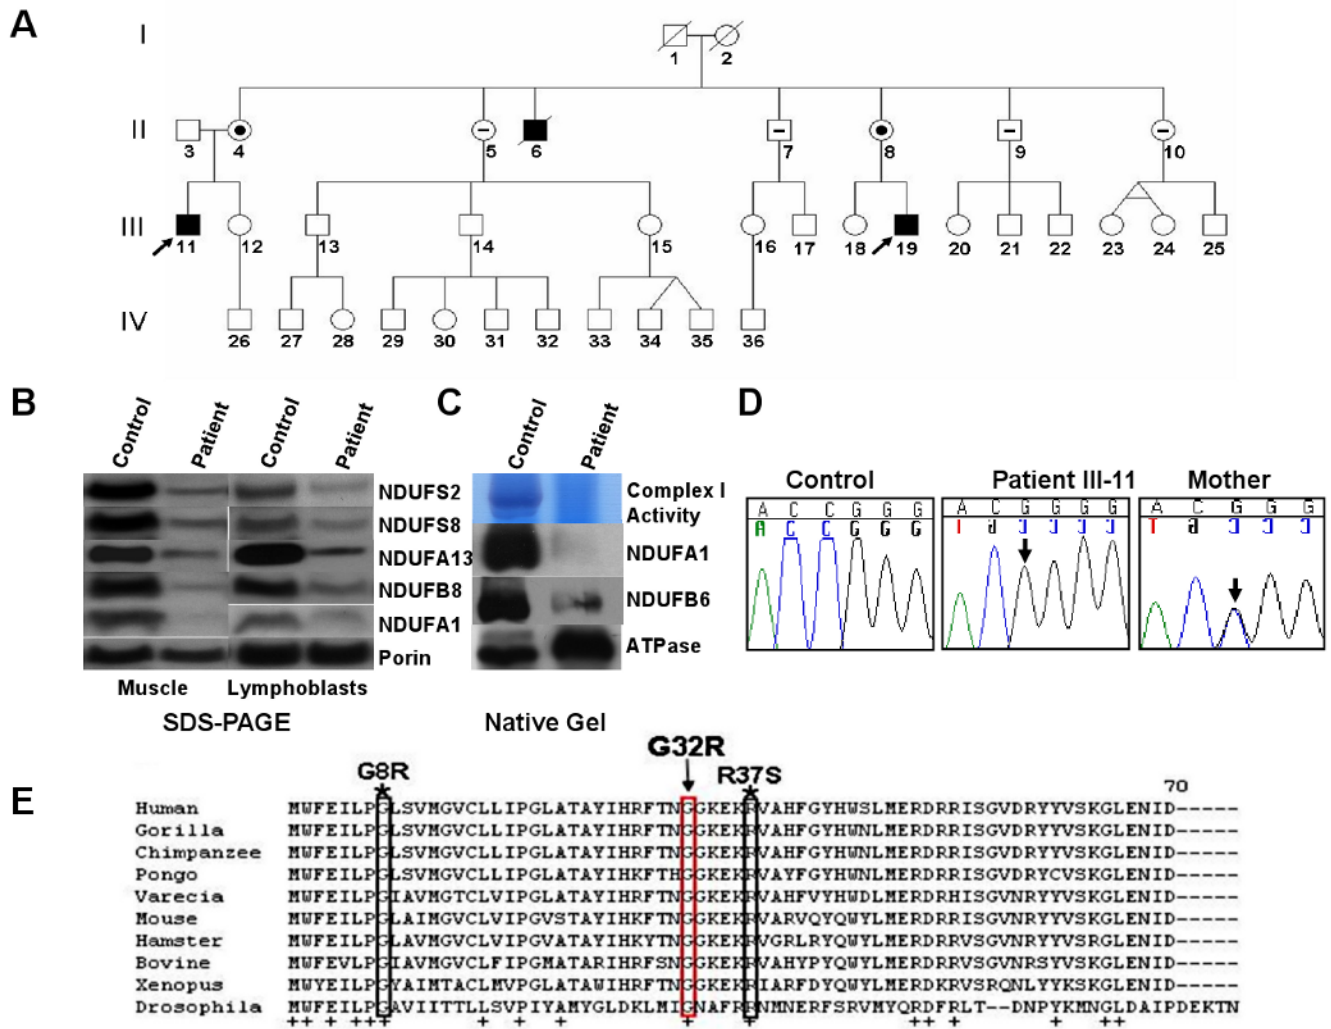 A
I
1 2
II
3 4 5 6 7 8 9 10
III
11 12 13 14 15 16 17 18 19 20 21 22 23 24 25
IV
26 27 28 29 30 31 32 33 34 35 36
B
Control Patient Control Patient
NDUFS2
NDUFS8
NDUFA13
NDUFB8
NDUFA1
Porin
Muscle Lymphoblasts
SDS-PAGE
C
Control Patient
Complex I
Activity
NDUFA1
NDUFB6
ATPase
Native Gel
D
Control Patient III-11 Mother
A C C G G G
A C G G G G
A C G G G
G32R
G8R R37S
70
E
Human MWFEILPGLSVMGVCLLIPGLATAYIHRFTNGGKEKRVAHFGYHWSLMERDRRISGVDRYYVSKGLENID-----
Gorilla MWFEILPGLSVMGVCLLIPGLATAYIHRFTNGGKEKRVAHFGYHWNLMERDRRISGVDRYYVSKGLENID-----
Chimpanzee MWFEILPGLSVMGVCLLIPGLATAYIHRFTNGGKEKRVAHFGYHWNLMERDRRISGVDRYYVSKGLENID-----
Pongo MWFEILPGLSVMGVCLLIPGLATAYIHKFTHGGKEKRVAYFGYHWNLMERDRRISGVDRYCVSKGLENID-----
Varecia MWFEILPGIAVMGTCLVIPGLATAYIHRFTNGGKEKRVAHFVYHWDLMERDRHISGVNRYYVSKGLENID-----
Mouse MWFEILPGLAIMGVCLVIPGVSTAYIHKFTNGGKEKRVARVQYQWYLMERDRRISGVNRYYVSKGLENID-----
Hamster MWFEILPGLAVMGVCLVIPGVATAYIHKYTNGGKEKRVGRLRYQWYLMERDRRVSGVNRYYVSKGLENID-----
Bovine MWFEVLPGIAVMGVCLFIPGMATARIHRFSNGGKEKRVAHYPYQWYLMERDRRVSGVNRSYVSKGLENID-----
Xenopus MWYEILPGYAIMTACLMVPGLATAYIHRFTNGGKEKRIARFDYQWYLMERDKRVSRQNLYYVSKGLENID-----
Drosophila MWFEILPGAVIITTLLSVPIYAMYGLDKLMIGNAFRRNMNERFSRVMYQRDFRLT--DNPYKMNGLDAIPDEKTN